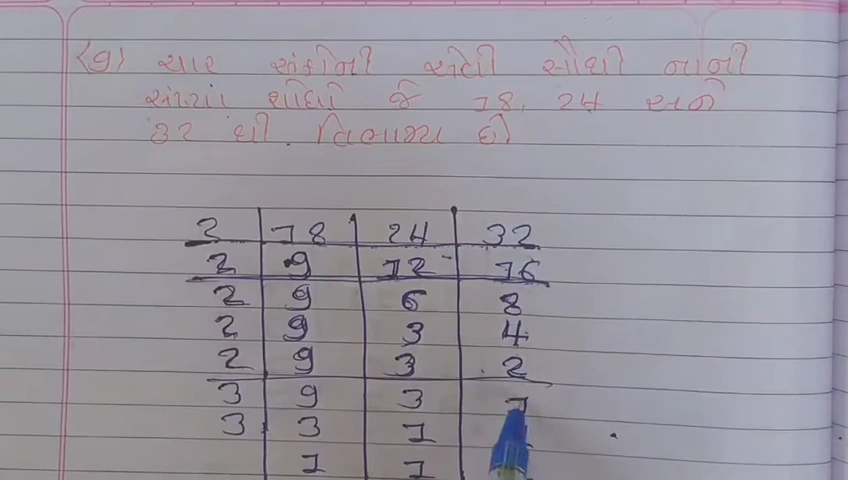 (9) ચાર અંકોની એવી સૌથી નાની
સંખ્યા શોધો જે 18, 24 અને
32 થી વિભાજ્ય હોય
2 18 24 32
2 9 12 16
2 9 6 8
2 9 3 4
2 9 3 2
3 9 3 1
3 3 1
1 1